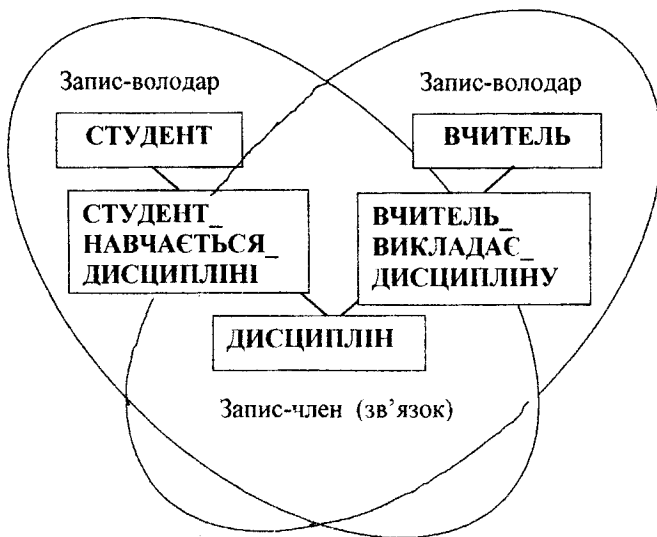 Запис-володар
Запис-володар
СТУДЕНТ
ВЧИТЕЛЬ
СТУДЕНТ_
НАВЧАЄТЬСЯ_
ДИСЦИПЛІНІ
ВЧИТЕЛЬ_
ВИКЛАДАЄ_
ДИСЦИПЛІНУ
ДИСЦИПЛІН
Запис-член (зв’язок)